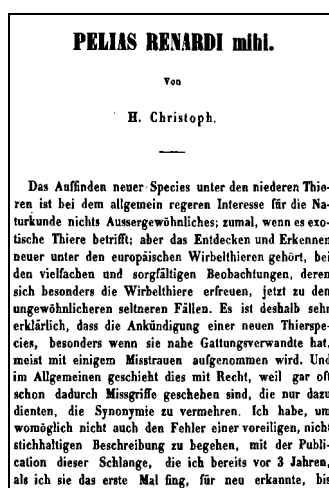 PELIAS RENARDI mihi.
Von
H. Christoph.
Das Auffinden neuer Species unter den niederen Thie-
ren ist bei dem allgemein regeren Interesse für die Na-
turkunde nichts Aussergewöhnliches; zumal, wenn es exo-
tische Thiere betrifft; aber das Entdecken und Erkennen
neuer unter den europäischen Wirbelthieren gehört, bei
den vielfachen und sorgfältigen Beobachtungen, deren
sich besonders die Wirbelthiere erfreuen, jetzt zu den
ungewöhnlicheren seltneren Fällen. Es ist deshalb sehr
erklärlich, dass die Ankündigung einer neuen Thierspe-
cies, besonders wenn sie nahe Gattungsverwandte hat,
meist mit einigem Misstrauen aufgenommen wird. Und
im Allgemeinen geschieht dies mit Recht, weil gar oft
schon dadurch Missgriffe geschehen sind, die nur dazu
dienten, die Synonymie zu vermehren. Ich habe, um
womöglich nicht auch den Fehler einer voreiligen, nicht
stichhaltigen Beschreibung zu begehen, mit der Publi-
cation dieser Schlange, die ich bereits vor 3 Jahren,
als ich sie das erste Mal fing, für neu erkannte, bis